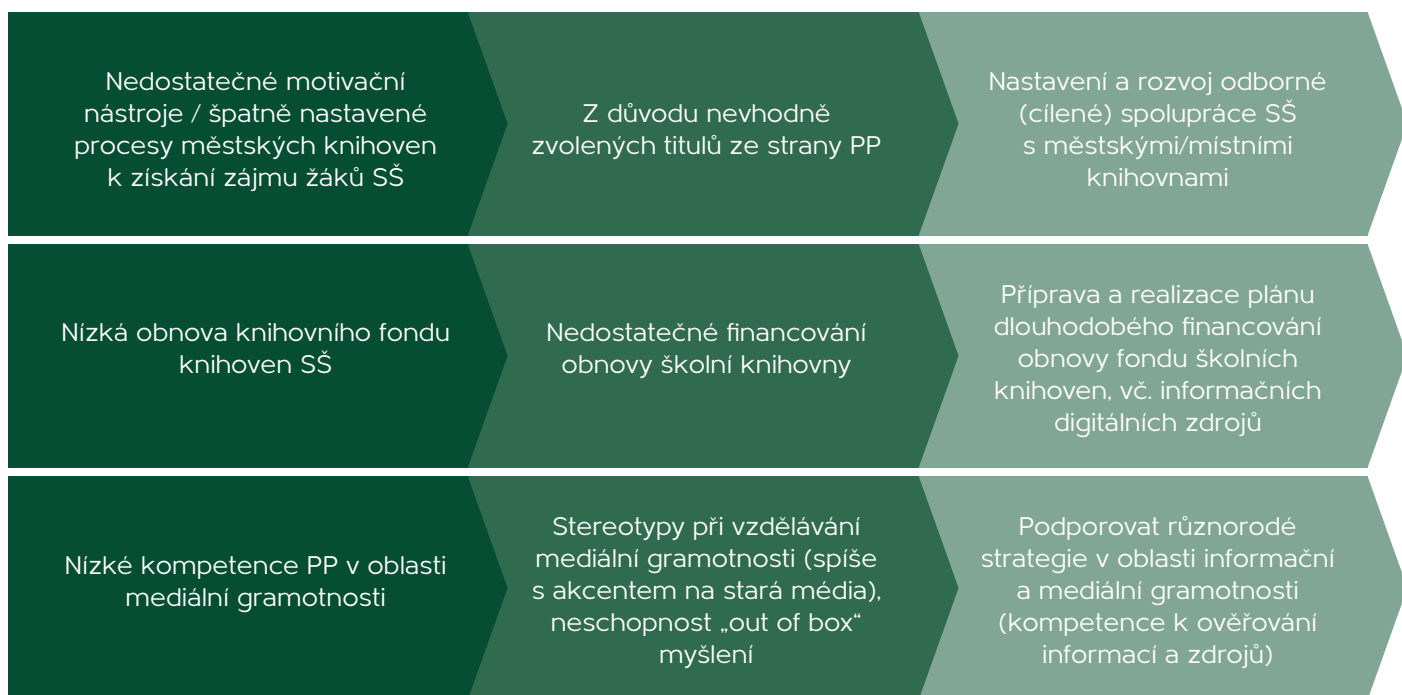 Nedostatečné motivační
nástroje / špatně nastavené
procesy městských knihoven
k získání zájmu žáků SŠ
Z důvodu nevhodně
zvolených titulů ze strany PP
Nastavení a rozvoj odborné
(cílené) spolupráce SŠ
s městskými/místními
knihovnami
Nízká obnova knihovního fondu
knihoven SŠ
Nedostatečné financování
obnovy školní knihovny
Příprava a realizace plánu
dlouhodobého financování
obnovy fondu školních
knihoven, vč. informačních
digitálních zdrojů
Nízké kompetence PP v oblasti
mediální gramotnosti
Stereotypy při vzdělávání
mediální gramotnosti (spíše
s akcentem na stará média),
neschopnost „out of box“
myšlení
Podporovat různorodé
strategie v oblasti informační
a mediální gramotnosti
(kompetence k ověřování
informací a zdrojů)